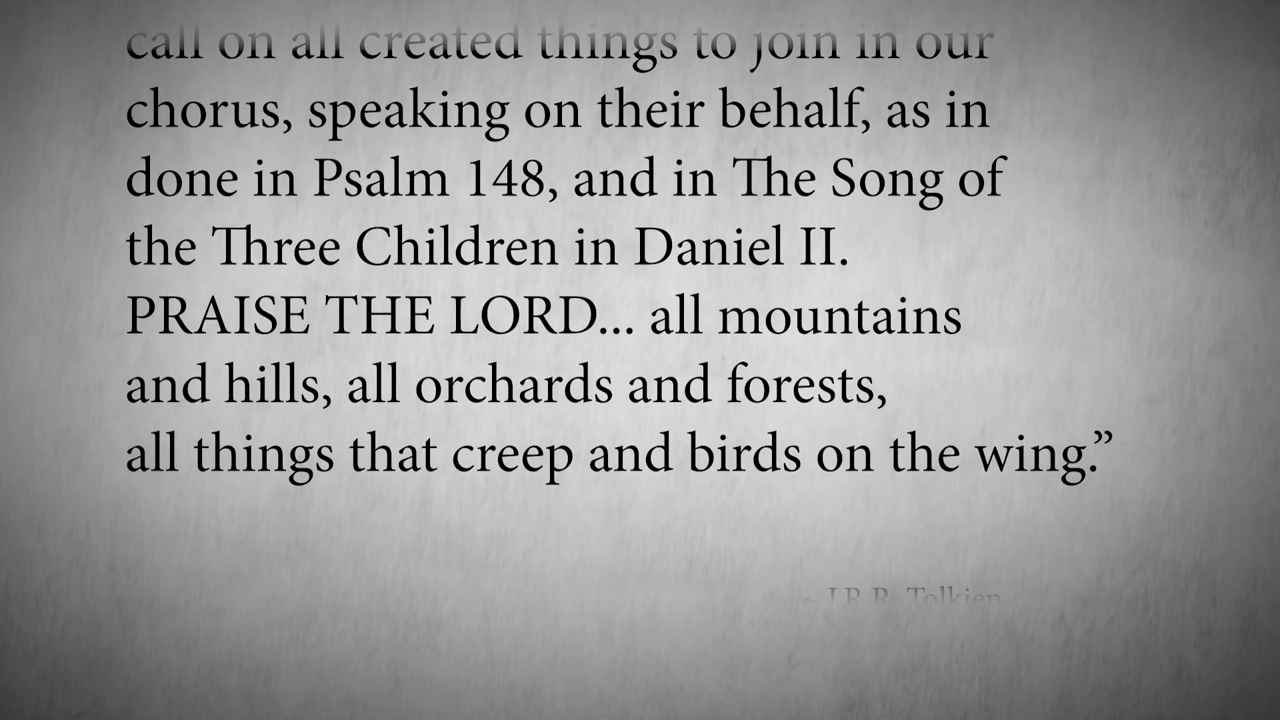 call on all created things to join in our
chorus, speaking on their behalf, as in
done in Psalm 148, and in The Song of
the Three Children in Daniel II.
PRAISE THE LORD... all mountains
and hills, all orchards and forests,
all things that creep and birds on the wing.”
~ J.R.R. Tolkien